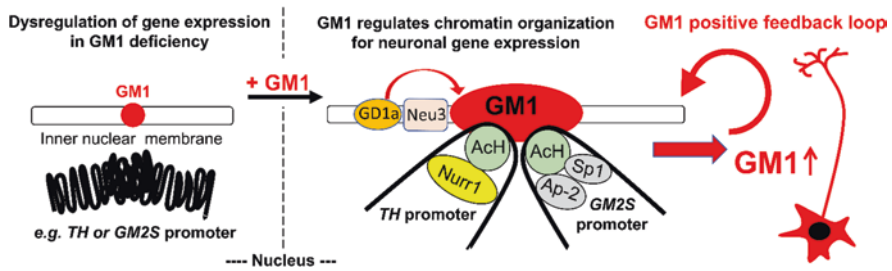 Dysregulation of gene expression
in GM1 deficiency
GM1
Inner nuclear membrane
e.g. TH or GM2S promoter
+ GM1
---- Nucleus ---
GM1 regulates chromatin organization
for neuronal gene expression
GD1a
Neu3
GM1
AcH
AcH
Nurr1
Sp1
Ap-2
TH promoter
GM2S
promoter
GM1 positive feedback loop
GM1↑